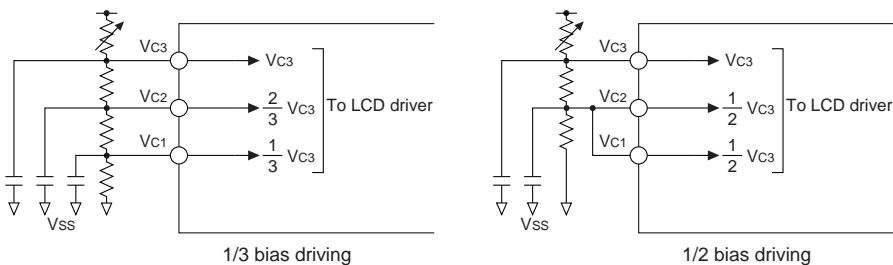 VC3
VC3
VC2
2/3 VC3
To LCD driver
VC1
1/3 VC3
VSS
1/3 bias driving
VC3
VC3
VC2
1/2 VC3
To LCD driver
VC1
1/2 VC3
VSS
1/2 bias driving